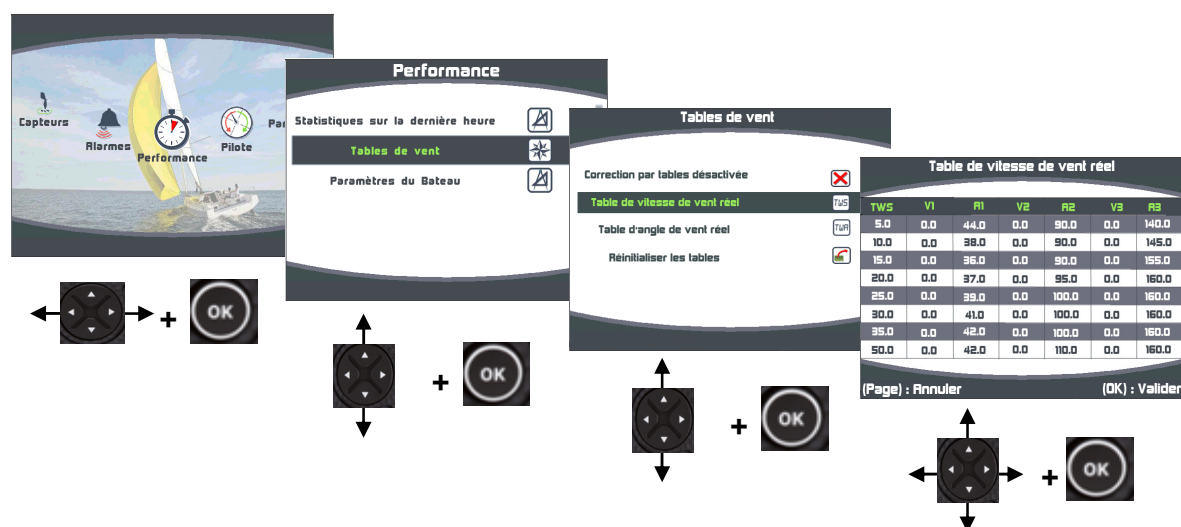 Capteurs
Alarmes
Performance
Pilote
Par
OK
+
Performance
Statistiques sur la dernière heure
Tables de vent
Paramètres du Bateau
+
OK
Tables de vent
Correction par tables désactivée
Table de vitesse de vent réel
TWS
Table d'angle de vent réel
TWA
Réinitialiser les tables
+
OK
Table de vitesse de vent réel
TWS V1 A1 V2 A2 V3 A3
5.0 0.0 44.0 0.0 90.0 0.0 140.0
10.0 0.0 38.0 0.0 90.0 0.0 145.0
15.0 0.0 36.0 0.0 90.0 0.0 155.0
20.0 0.0 37.0 0.0 95.0 0.0 160.0
25.0 0.0 39.0 0.0 100.0 0.0 160.0
30.0 0.0 41.0 0.0 100.0 0.0 160.0
35.0 0.0 42.0 0.0 100.0 0.0 160.0
50.0 0.0 42.0 0.0 110.0 0.0 160.0
(Page) : Annuler (OK) : Valider
+
OK